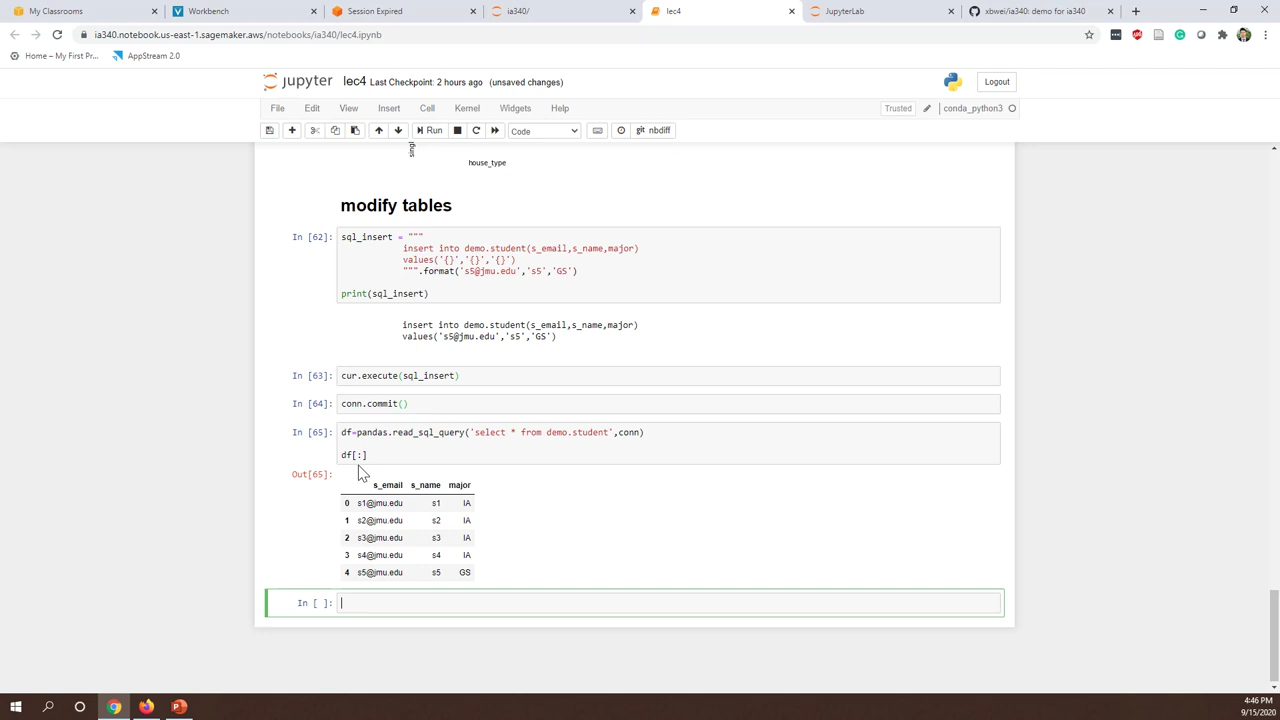 My Classrooms
Workbench
Session Expired
ia340/
lec4
JupyterLab
xbwei/ia340: demo for ia340
ia340.notebook.us-east-1.sagemaker.aws/notebooks/ia340/lec4.ipynb
Home – My First Pr...
AppStream 2.0
jupyter lec4 Last Checkpoint: 2 hours ago (unsaved changes)
Logout
File Edit View Insert Cell Kernel Widgets Help
Trusted
conda_python3
Run
Code
nbdiff
singl
house_type
modify tables
In [62]: sql_insert = """
insert into demo.student(s_email,s_name,major)
values('{}','{}','{}')
""".format('s5@jmu.edu','s5','GS')
print(sql_insert)
insert into demo.student(s_email,s_name,major)
values('s5@jmu.edu','s5','GS')
In [63]: cur.execute(sql_insert)
In [64]: conn.commit()
In [65]: df=pandas.read_sql_query('select * from demo.student',conn)
df[:]
Out[65]:
s_email s_name major
0 s1@jmu.edu s1 IA
1 s2@jmu.edu s2 IA
2 s3@jmu.edu s3 IA
3 s4@jmu.edu s4 IA
4 s5@jmu.edu s5 GS
In [ ]:
4:46 PM
9/15/2020